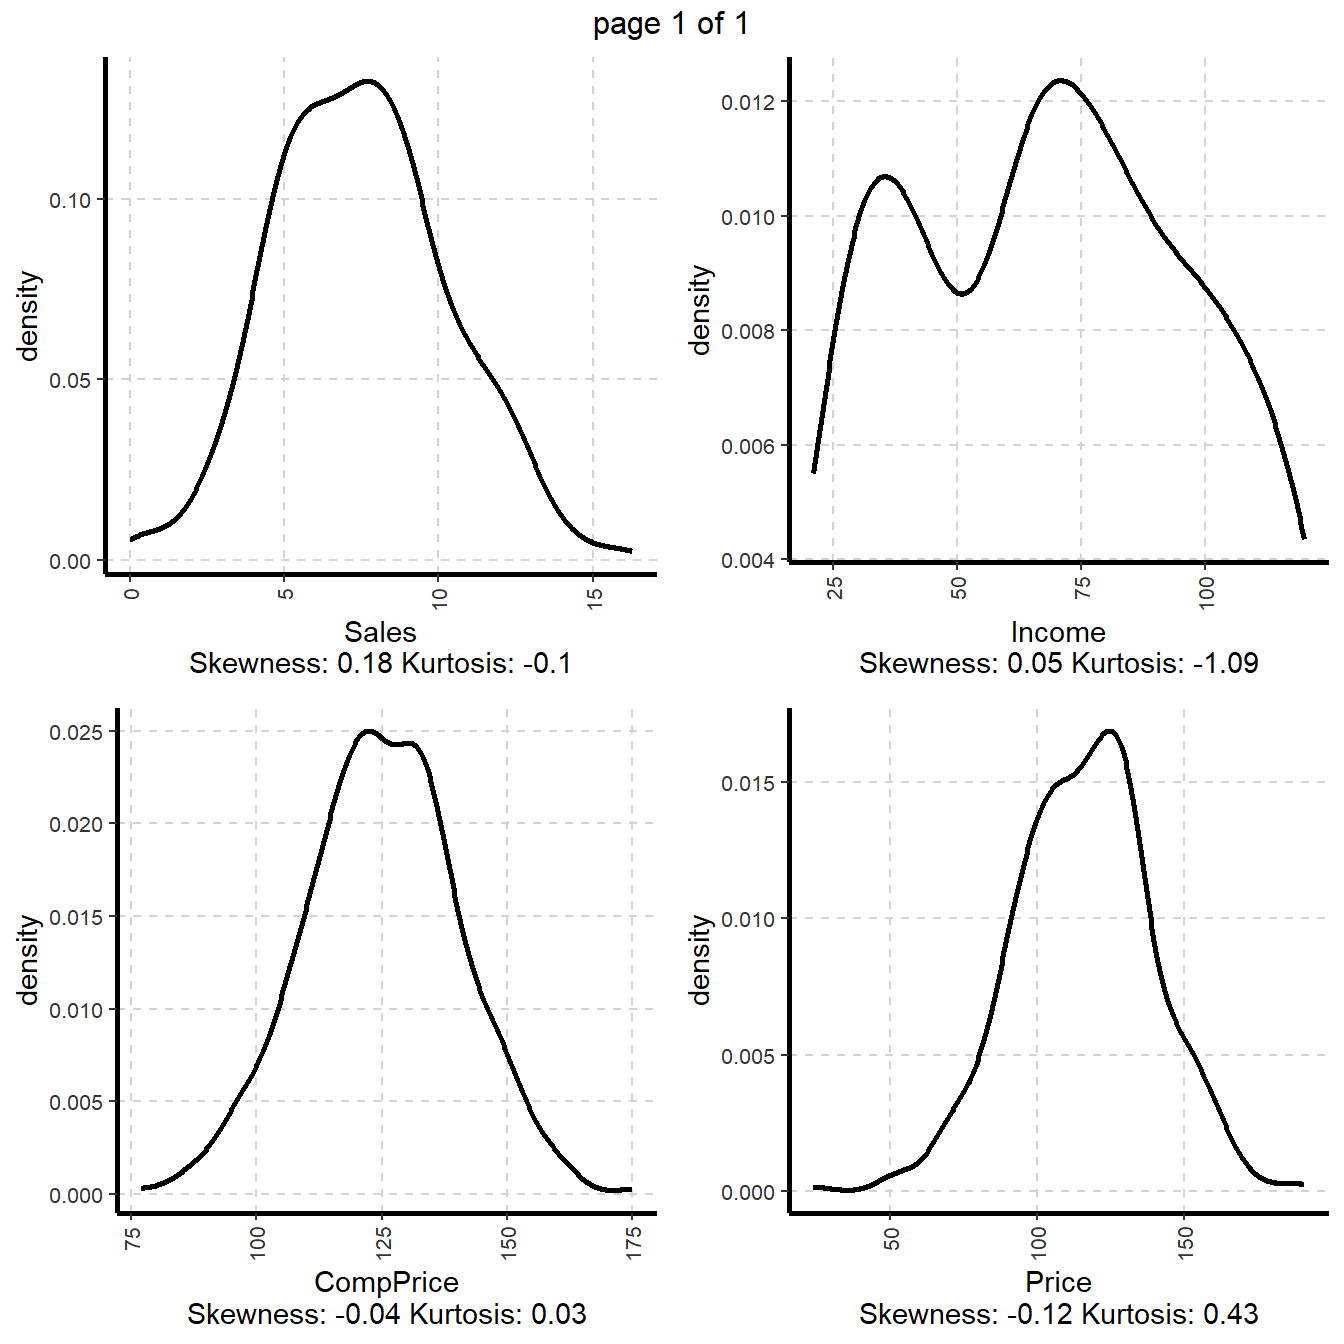 page 1 of 1
density
0.10
0.05
0.00
0
5
10
15
Sales
Skewness: 0.18 Kurtosis: -0.1
density
0.012
0.010
0.008
0.006
0.004
25
50
75
100
Income
Skewness: 0.05 Kurtosis: -1.09
density
0.025
0.020
0.015
0.010
0.005
0.000
75
100
125
150
175
CompPrice
Skewness: -0.04 Kurtosis: 0.03
density
0.015
0.010
0.005
0.000
50
100
150
Price
Skewness: -0.12 Kurtosis: 0.43